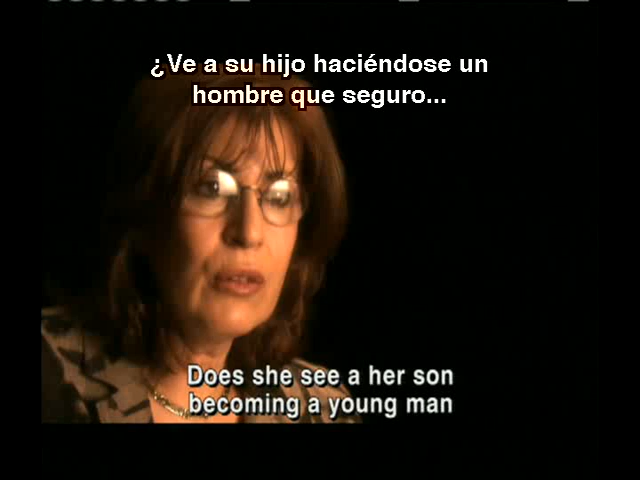 ¿Ve a su hijo haciéndose un
hombre que seguro...
Does she see a her son
becoming a young man